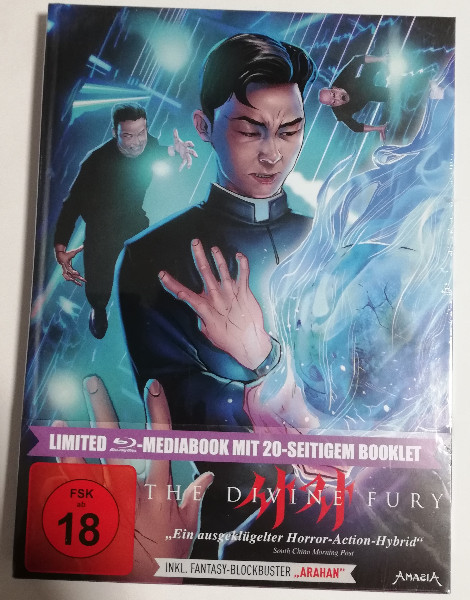 LIMITED Blu-ray Disc-MEDIABOOK MIT 20-SEITIGEM BOOKLET
FSK
ab
18
사자
THE DIVINE FURY
„Ein ausgeklügelter Horror-Action-Hybrid“
South China Morning Post
INKL. FANTASY-BLOCKBUSTER „ARAHAN“
AMASIA